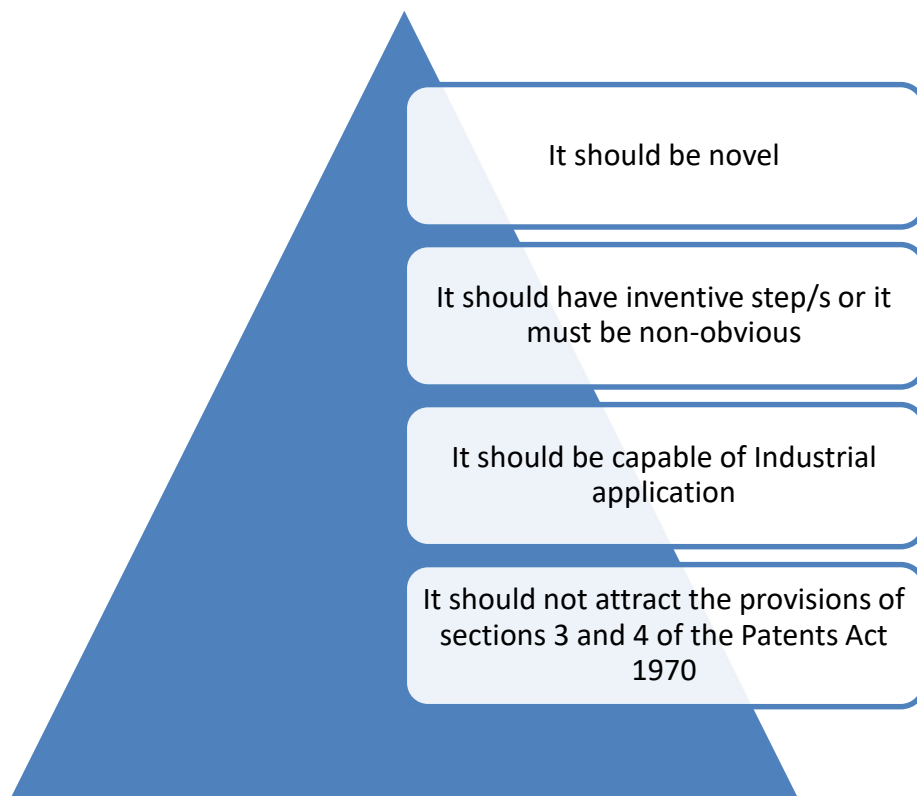 It should be novel
It should have inventive step/s or it
must be non-obvious
It should be capable of Industrial
application
It should not attract the provisions of
sections 3 and 4 of the Patents Act
1970